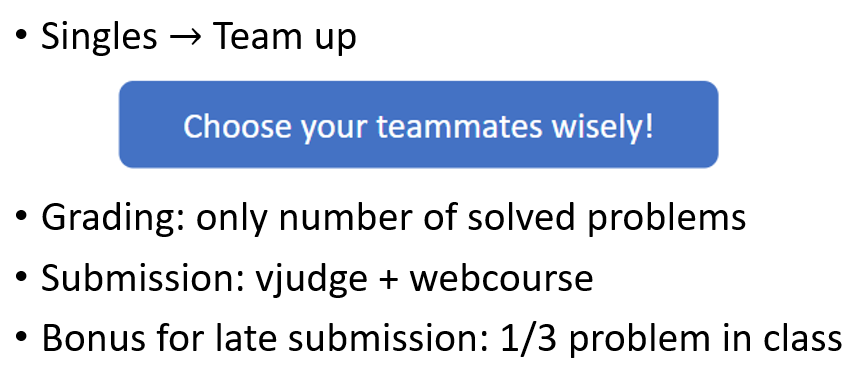 • Singles → Team up
Choose your teammates wisely!
• Grading: only number of solved problems
• Submission: vjudge + webcourse
• Bonus for late submission: 1/3 problem in class